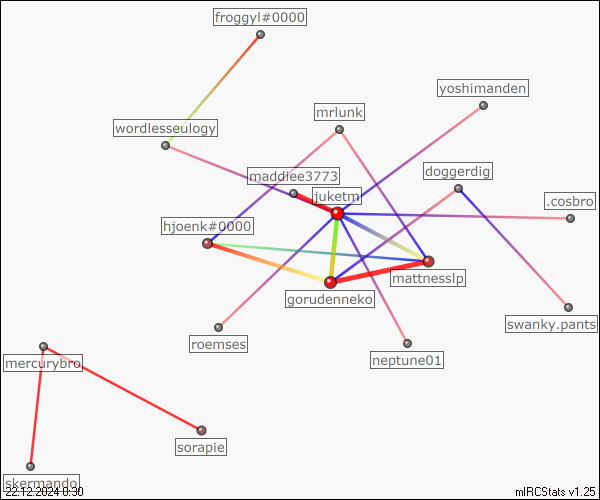 froggyl#0000
yoshimanden
mrlunk
wordlesseulogy
doggerdig
maddiee3773
juketm
.cosbro
hjoenk#0000
mattnesslp
gorudenneko
swanky.pants
roemses
neptune01
mercurybro
sorapie
skermando
22.12.2024 0:30
mIRCStats v1.25